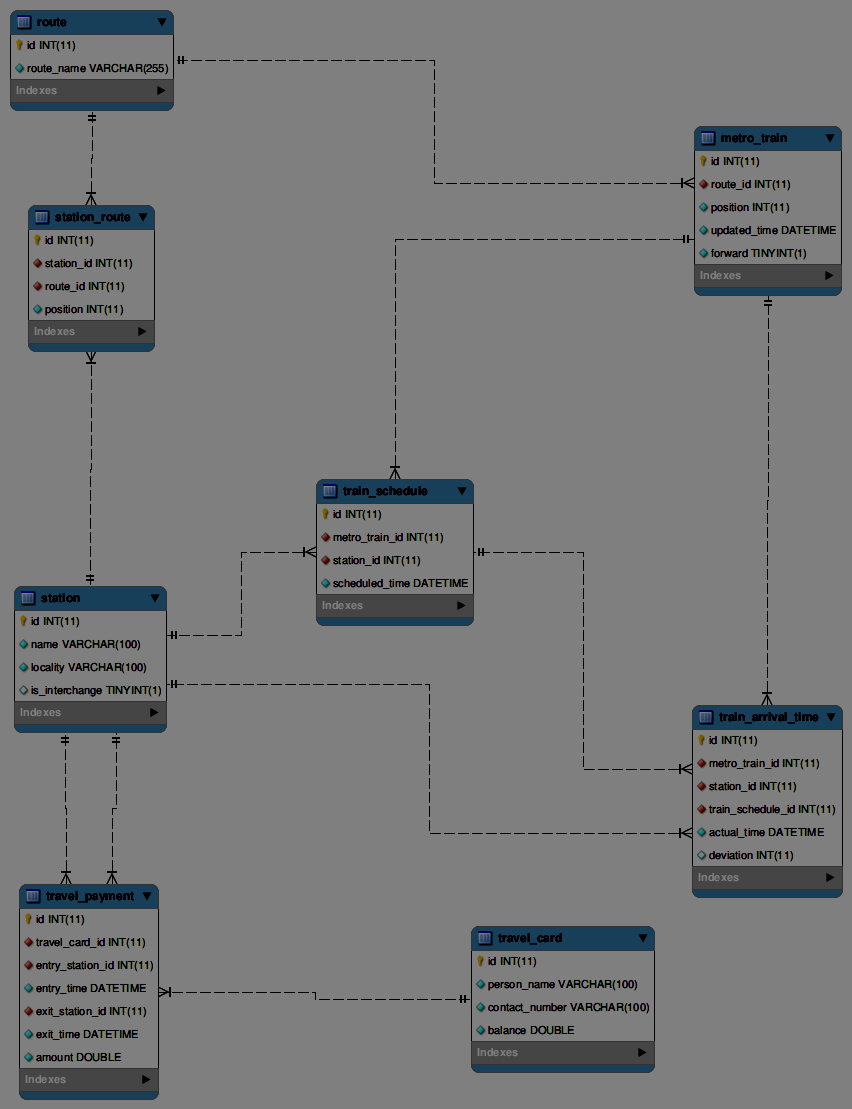 route
id INT(11)
route_name VARCHAR(255)
Indexes
metro_train
id INT(11)
route_id INT(11)
position INT(11)
updated_time DATETIME
forward TINYINT(1)
Indexes
station_route
id INT(11)
station_id INT(11)
route_id INT(11)
position INT(11)
Indexes
train_schedule
id INT(11)
metro_train_id INT(11)
station_id INT(11)
scheduled_time DATETIME
Indexes
station
id INT(11)
name VARCHAR(100)
locality VARCHAR(100)
is_interchange TINYINT(1)
Indexes
train_arrival_time
id INT(11)
metro_train_id INT(11)
station_id INT(11)
train_schedule_id INT(11)
actual_time DATETIME
deviation INT(11)
Indexes
travel_payment
id INT(11)
travel_card_id INT(11)
entry_station_id INT(11)
entry_time DATETIME
exit_station_id INT(11)
exit_time DATETIME
amount DOUBLE
Indexes
travel_card
id INT(11)
person_name VARCHAR(100)
contact_number VARCHAR(100)
balance DOUBLE
Indexes